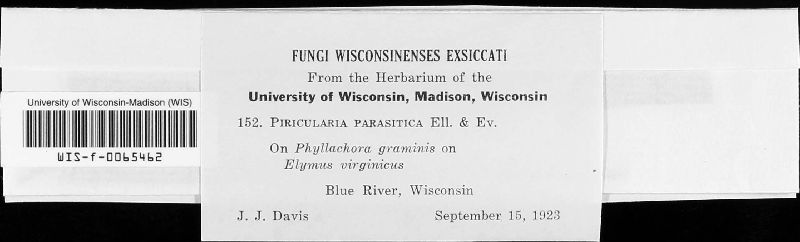 FUNGI WISCONSINENSES EXSICCATI
From the Herbarium of the
University of Wisconsin, Madison, Wisconsin
152. PIRICULARIA PARASITICA Ell. & Ev.
On Phyllachora graminis on
Elymus virginicus
Blue River, Wisconsin
J. J. Davis September 15, 1923
University of Wisconsin-Madison (WIS)
WIS-f-0065462